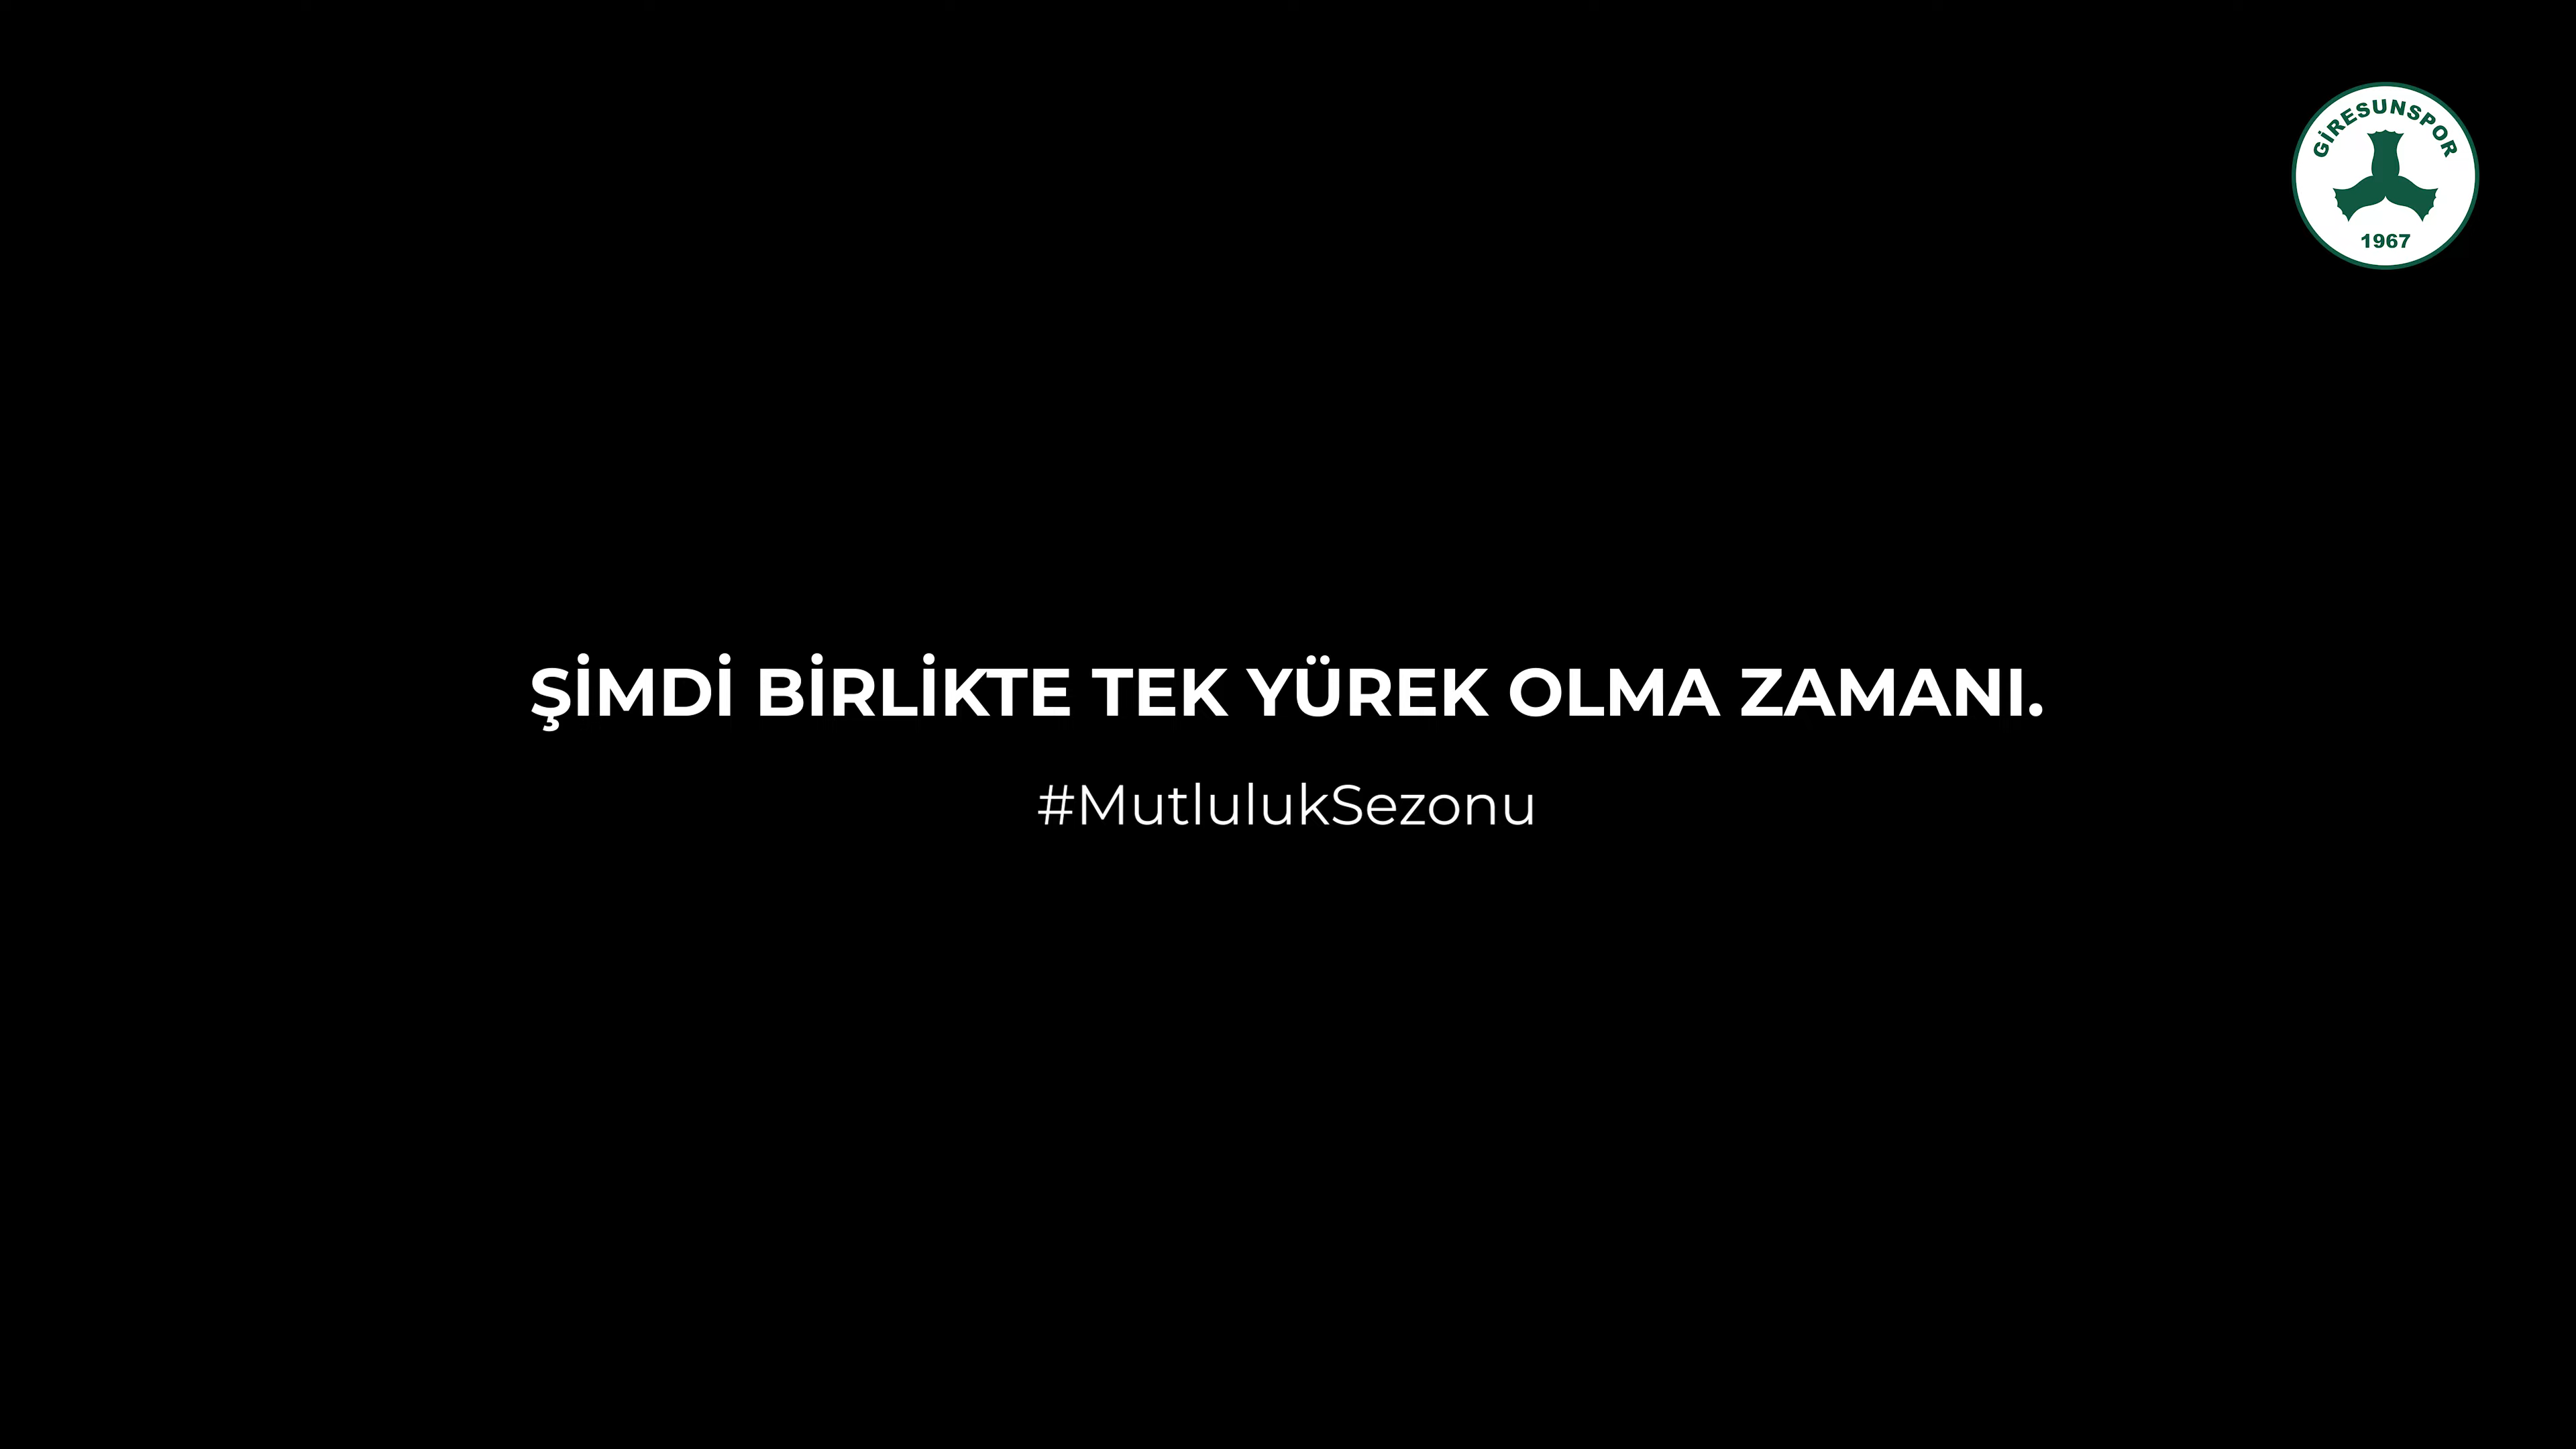 GİRESUNSPOR
1967
ŞİMDİ BİRLİKTE TEK YÜREK OLMA ZAMANI.
#MutlulukSezonu